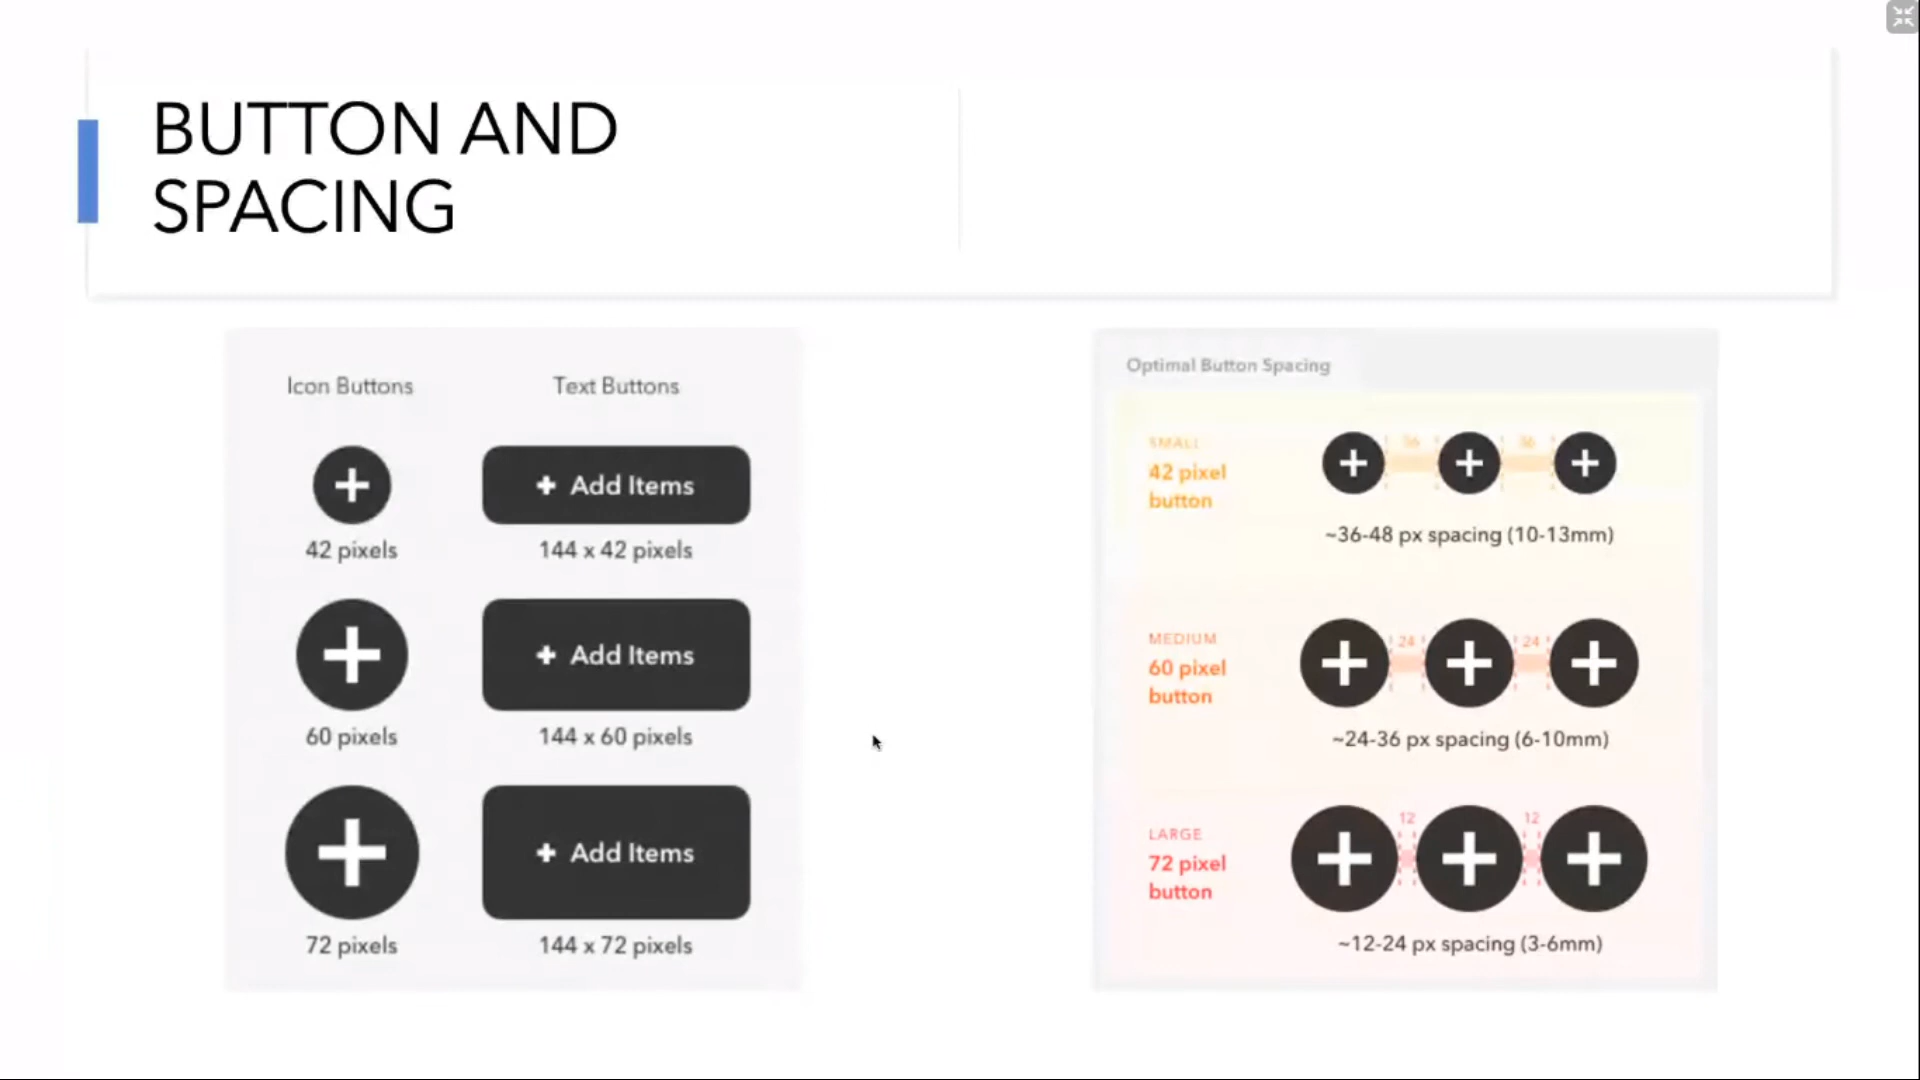 BUTTON AND
SPACING
Icon Buttons
Text Buttons
+ Add Items
42 pixels
144 x 42 pixels
+ Add Items
60 pixels
144 x 60 pixels
+ Add Items
72 pixels
144 x 72 pixels
Optimal Button Spacing
SMALL
42 pixel
button
36
36
~36-48 px spacing (10-13mm)
MEDIUM
60 pixel
button
24
24
~24-36 px spacing (6-10mm)
LARGE
72 pixel
button
12
12
~12-24 px spacing (3-6mm)